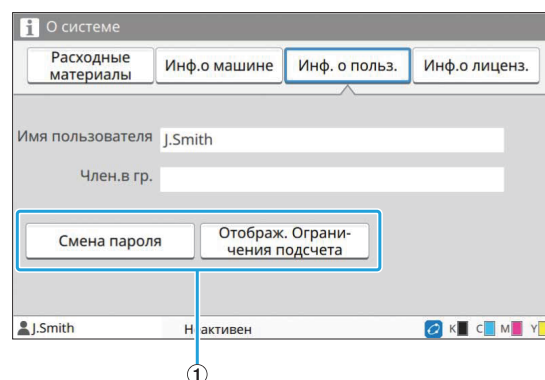 i О системе
Расходные
материалы
Инф.о машине
Инф. о польз.
Инф.о лиценз.
Имя пользователя J.Smith
Член.в гр.
Смена пароля
Отображ. Ограни-
чения подсчета
J.Smith Неактивен K C M Y
1